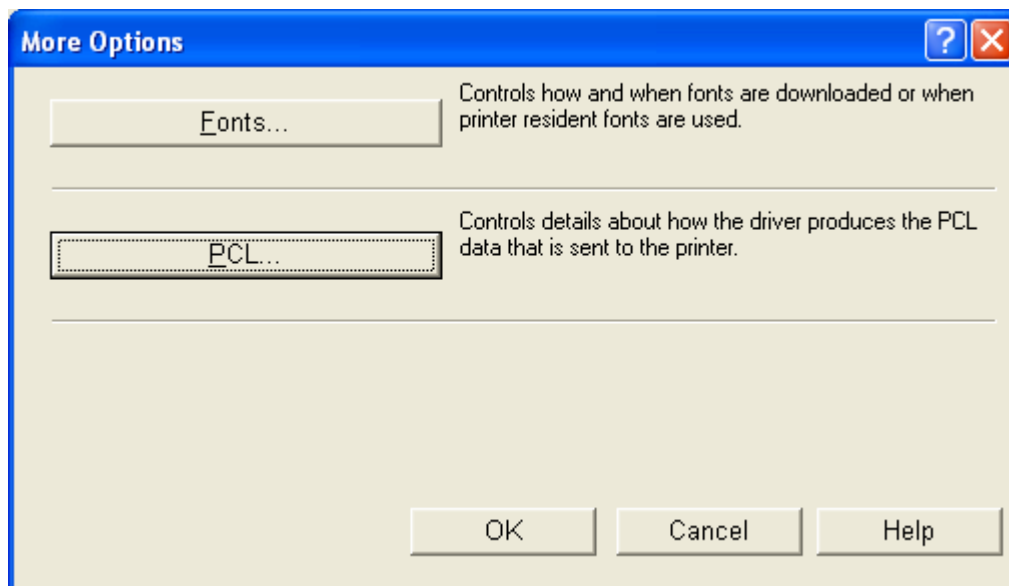 More Options
?
Fonts...
Controls how and when fonts are downloaded or when
printer resident fonts are used.
PCL...
Controls details about how the driver produces the PCL
data that is sent to the printer.
OK
Cancel
Help